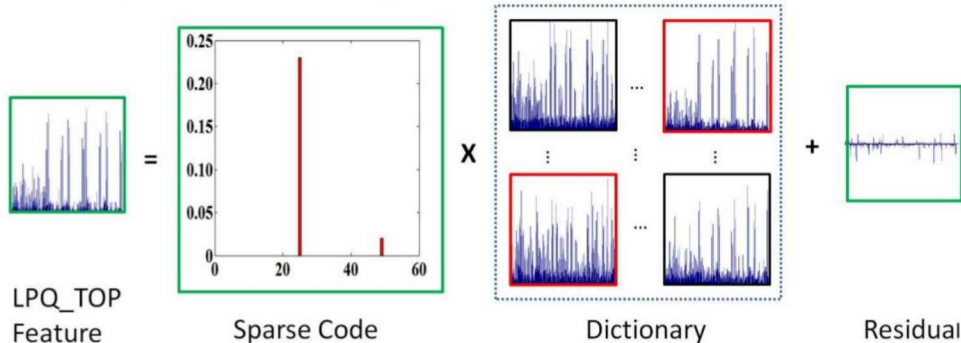 0.25
0.20
0.15
0.10
0.05
0
0 20 40 60
=
X
... 
...
+
LPQ_TOP
Feature
Sparse Code
Dictionary
Residual